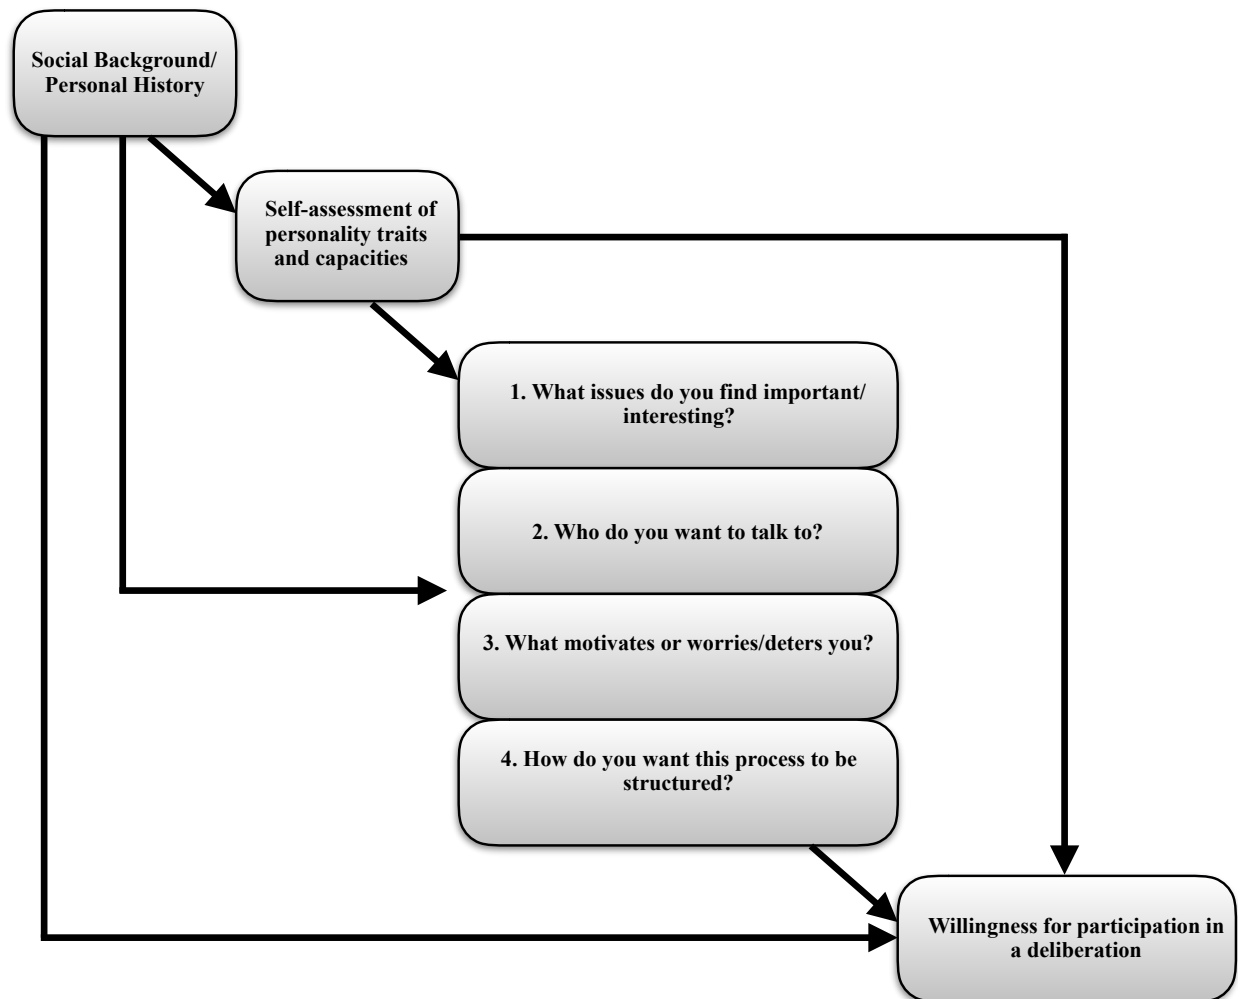 Social Background/
Personal History
Self-assessment of
personality traits
and capacities
1. What issues do you find important/
interesting?
2. Who do you want to talk to?
3. What motivates or worries/deters you?
4. How do you want this process to be
structured?
Willingness for participation in
a deliberation